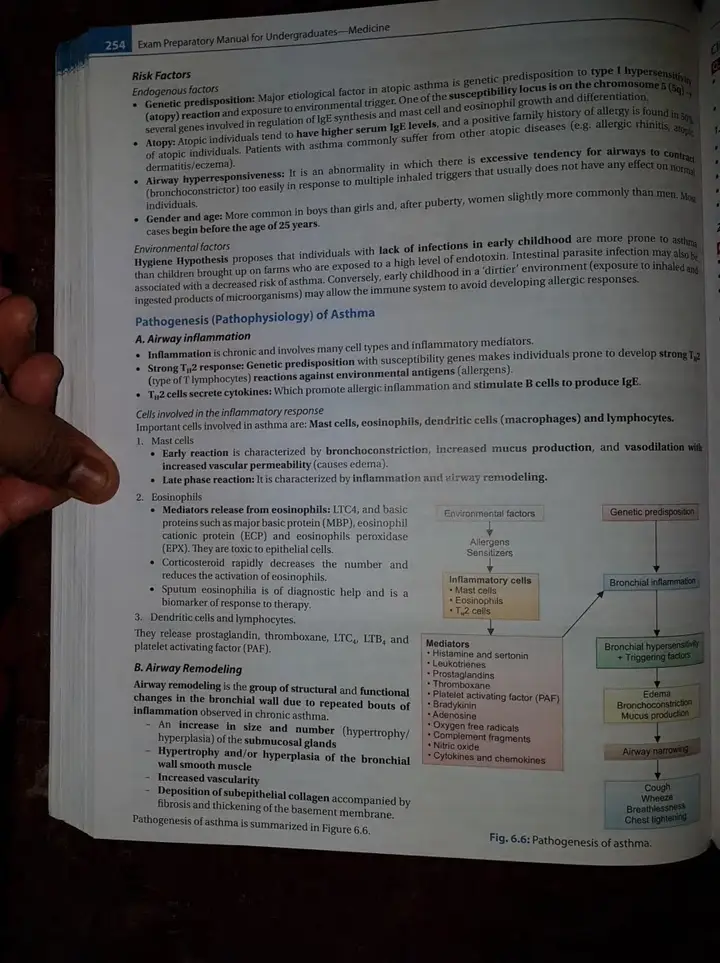 254 Exam Preparatory Manual for Undergraduates—Medicine
Risk Factors
Endogenous factors
• Genetic predisposition: Major etiological factor in atopic asthma is genetic predisposition to type I hypersensitivity
(atopy) reaction and exposure to environmental trigger. One of the susceptibility locus is on the chromosome 5 (5q) →
several genes involved in regulation of IgE synthesis and mast cell and eosinophil growth and differentiation.
• Atopy: Atopic individuals tend to have higher serum IgE levels, and a positive family history of allergy is found in 50%
of atopic individuals. Patients with asthma commonly suffer from other atopic diseases (e.g. allergic rhinitis, atopic
dermatitis/eczema).
• Airway hyperresponsiveness: It is an abnormality in which there is excessive tendency for airways to contract
(bronchoconstrictor) too easily in response to multiple inhaled triggers that usually does not have any effect on normal
individuals.
• Gender and age: More common in boys than girls and, after puberty, women slightly more commonly than men. Most
cases begin before the age of 25 years.
Environmental factors
Hygiene Hypothesis proposes that individuals with lack of infections in early childhood are more prone to asthma
than children brought up on farms who are exposed to a high level of endotoxin. Intestinal parasite infection may also be
associated with a decreased risk of asthma. Conversely, early childhood in a 'dirtier' environment (exposure to inhaled and
ingested products of microorganisms) may allow the immune system to avoid developing allergic responses.
Pathogenesis (Pathophysiology) of Asthma
A. Airway inflammation
• Inflammation is chronic and involves many cell types and inflammatory mediators.
• Strong TH2 response: Genetic predisposition with susceptibility genes makes individuals prone to develop strong TH2
(type of T lymphocytes) reactions against environmental antigens (allergens).
• TH2 cells secrete cytokines: Which promote allergic inflammation and stimulate B cells to produce IgE.
Cells involved in the inflammatory response
Important cells involved in asthma are: Mast cells, eosinophils, dendritic cells (macrophages) and lymphocytes.
1. Mast cells
• Early reaction is characterized by bronchoconstriction, increased mucus production, and vasodilation with
increased vascular permeability (causes edema).
• Late phase reaction: It is characterized by inflammation and airway remodeling.
2. Eosinophils
• Mediators release from eosinophils: LTC4, and basic
proteins such as major basic protein (MBP), eosinophil
cationic protein (ECP) and eosinophils peroxidase
(EPX). They are toxic to epithelial cells.
• Corticosteroid rapidly decreases the number and
reduces the activation of eosinophils.
• Sputum eosinophilia is of diagnostic help and is a
biomarker of response to therapy.
3. Dendritic cells and lymphocytes.
They release prostaglandin, thromboxane, LTC4, LTB4 and
platelet activating factor (PAF).
B. Airway Remodeling
Airway remodeling is the group of structural and functional
changes in the bronchial wall due to repeated bouts of
inflammation observed in chronic asthma.
– An increase in size and number (hypertrophy/
hyperplasia) of the submucosal glands
– Hypertrophy and/or hyperplasia of the bronchial
wall smooth muscle
– Increased vascularity
– Deposition of subepithelial collagen accompanied by
fibrosis and thickening of the basement membrane.
Pathogenesis of asthma is summarized in Figure 6.6.
Environmental factors
Allergens
Sensitizers
Inflammatory cells
• Mast cells
• Eosinophils
• TH2 cells
Mediators
• Histamine and sertonin
• Leukotrienes
• Prostaglandins
• Thromboxane
• Platelet activating factor (PAF)
• Bradykinin
• Adenosine
• Oxygen free radicals
• Complement fragments
• Nitric oxide
• Cytokines and chemokines
Genetic predisposition
Bronchial inflammation
Bronchial hypersensitivity
+ Triggering factors
Edema
Bronchoconstriction
Mucus production
Airway narrowing
Cough
Wheeze
Breathlessness
Chest tightening
Fig. 6.6: Pathogenesis of asthma.